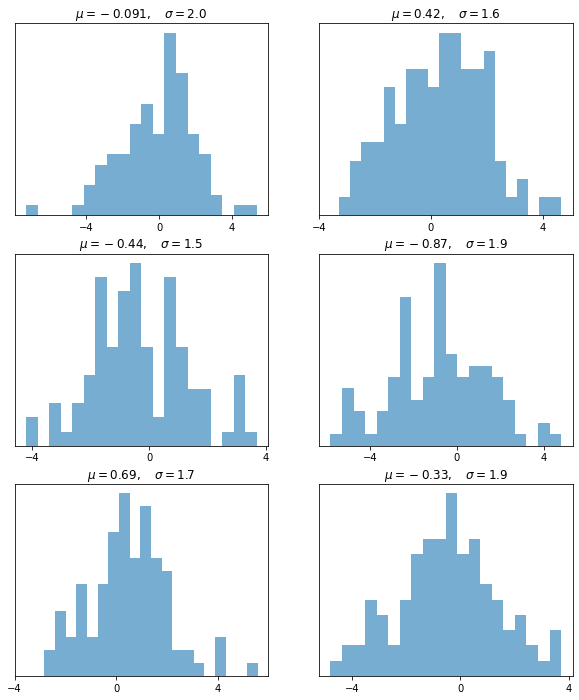 μ = −0.091, σ = 2.0
μ = 0.42, σ = 1.6
−4 0 4
−4 0 4
μ = −0.44, σ = 1.5
μ = −0.87, σ = 1.9
−4 0 4
−4 0 4
μ = 0.69, σ = 1.7
μ = −0.33, σ = 1.9
−4 0 4
−4 0 4